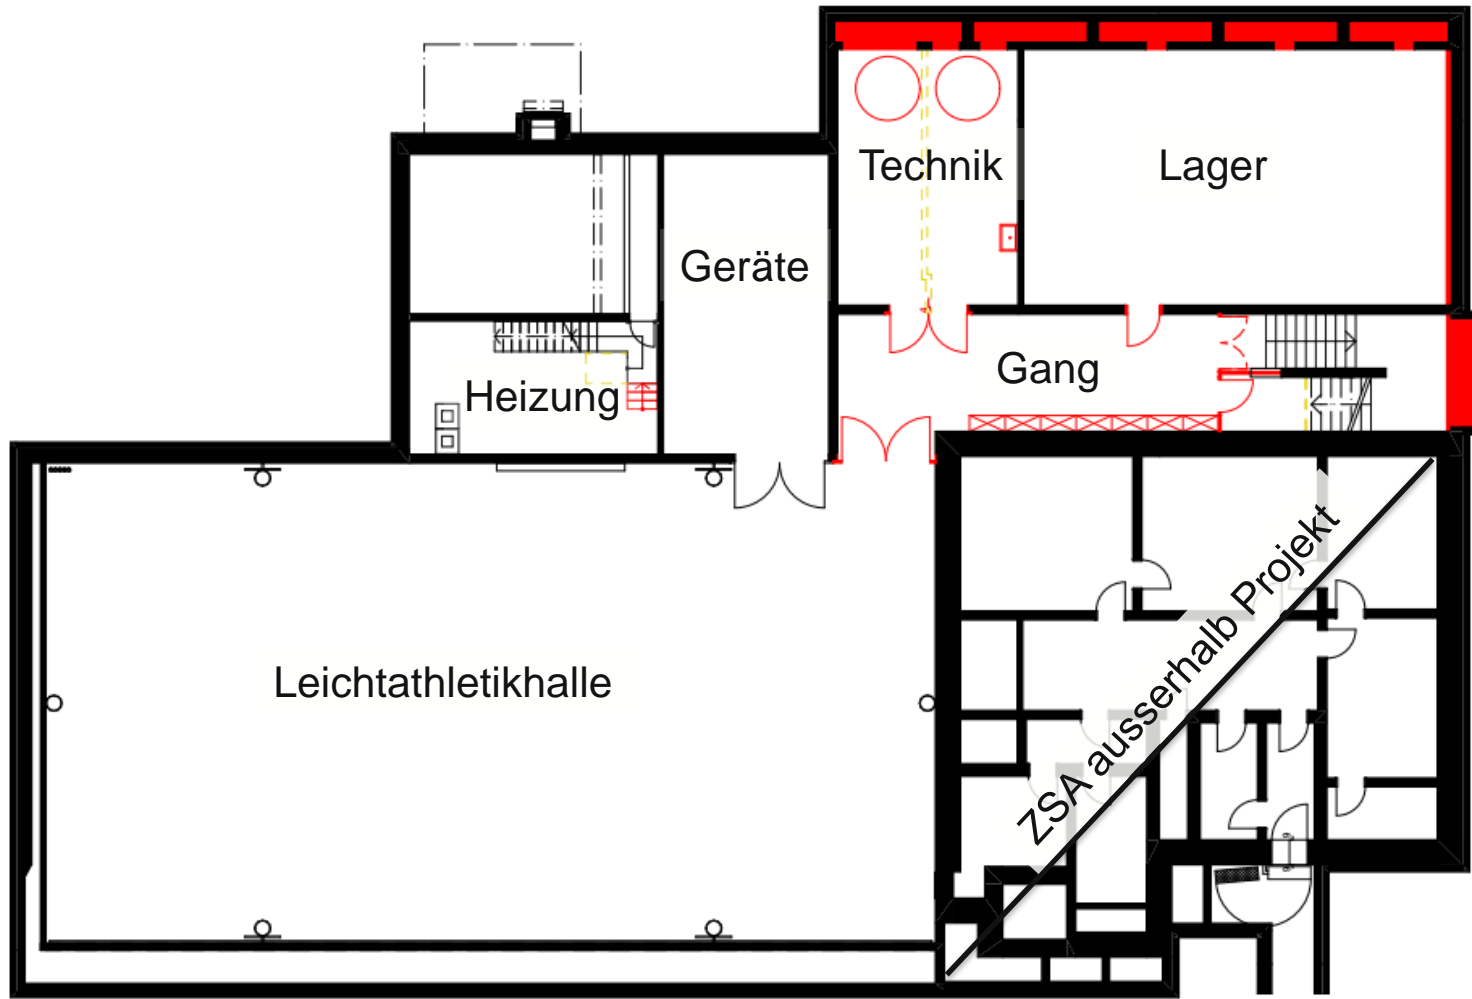 Technik
Lager
Geräte
Gang
Heizung
Leichtathletikhalle
ZSA ausserhalb Projekt